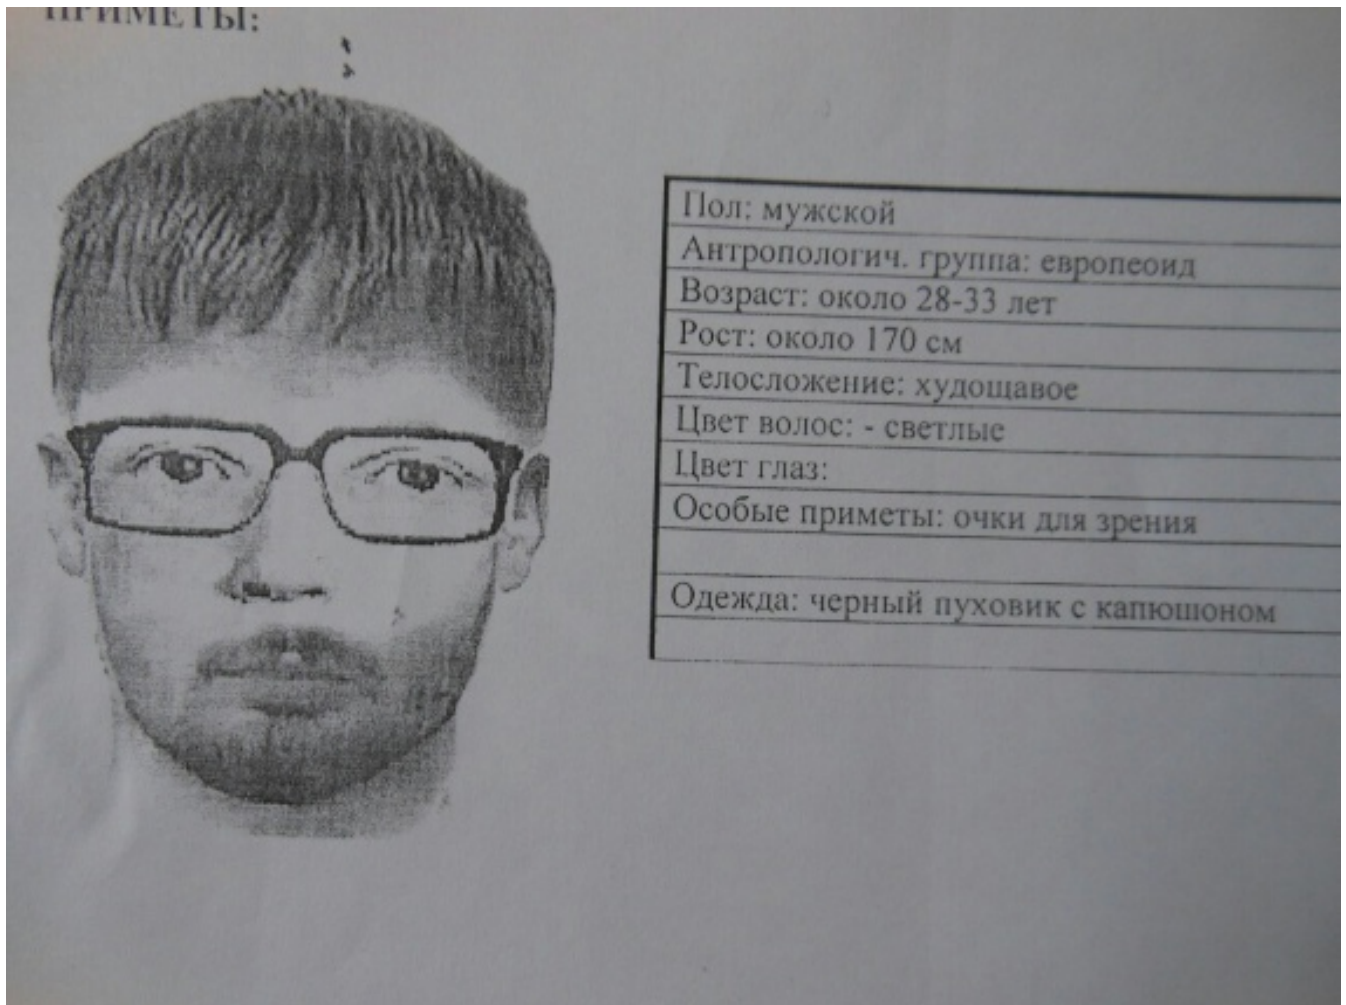 ПРИМЕТЫ:
Пол: мужской
Антропологич. группа: европеоид
Возраст: около 28-33 лет
Рост: около 170 см
Телосложение: худощавое
Цвет волос: - светлые
Цвет глаз:
Особые приметы: очки для зрения
Одежда: черный пуховик с капюшоном